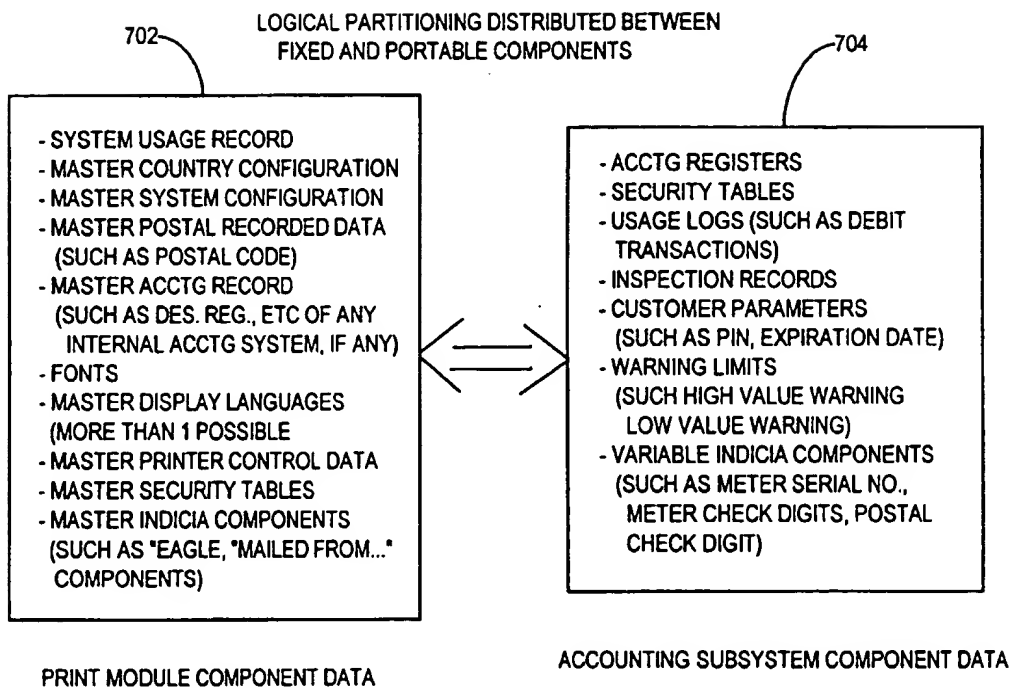 LOGICAL PARTITIONING DISTRIBUTED BETWEEN
FIXED AND PORTABLE COMPONENTS
702
- SYSTEM USAGE RECORD
- MASTER COUNTRY CONFIGURATION
- MASTER SYSTEM CONFIGURATION
- MASTER POSTAL RECORDED DATA
(SUCH AS POSTAL CODE)
- MASTER ACCTG RECORD
(SUCH AS DES. REG., ETC OF ANY
INTERNAL ACCTG SYSTEM, IF ANY)
- FONTS
- MASTER DISPLAY LANGUAGES
(MORE THAN 1 POSSIBLE
- MASTER PRINTER CONTROL DATA
- MASTER SECURITY TABLES
- MASTER INDICIA COMPONENTS
(SUCH AS "EAGLE, "MAILED FROM..."
COMPONENTS)
PRINT MODULE COMPONENT DATA
704
- ACCTG REGISTERS
- SECURITY TABLES
- USAGE LOGS (SUCH AS DEBIT
TRANSACTIONS)
- INSPECTION RECORDS
- CUSTOMER PARAMETERS
(SUCH AS PIN, EXPIRATION DATE)
- WARNING LIMITS
(SUCH HIGH VALUE WARNING
LOW VALUE WARNING)
- VARIABLE INDICIA COMPONENTS
(SUCH AS METER SERIAL NO.,
METER CHECK DIGITS, POSTAL
CHECK DIGIT)
ACCOUNTING SUBSYSTEM COMPONENT DATA